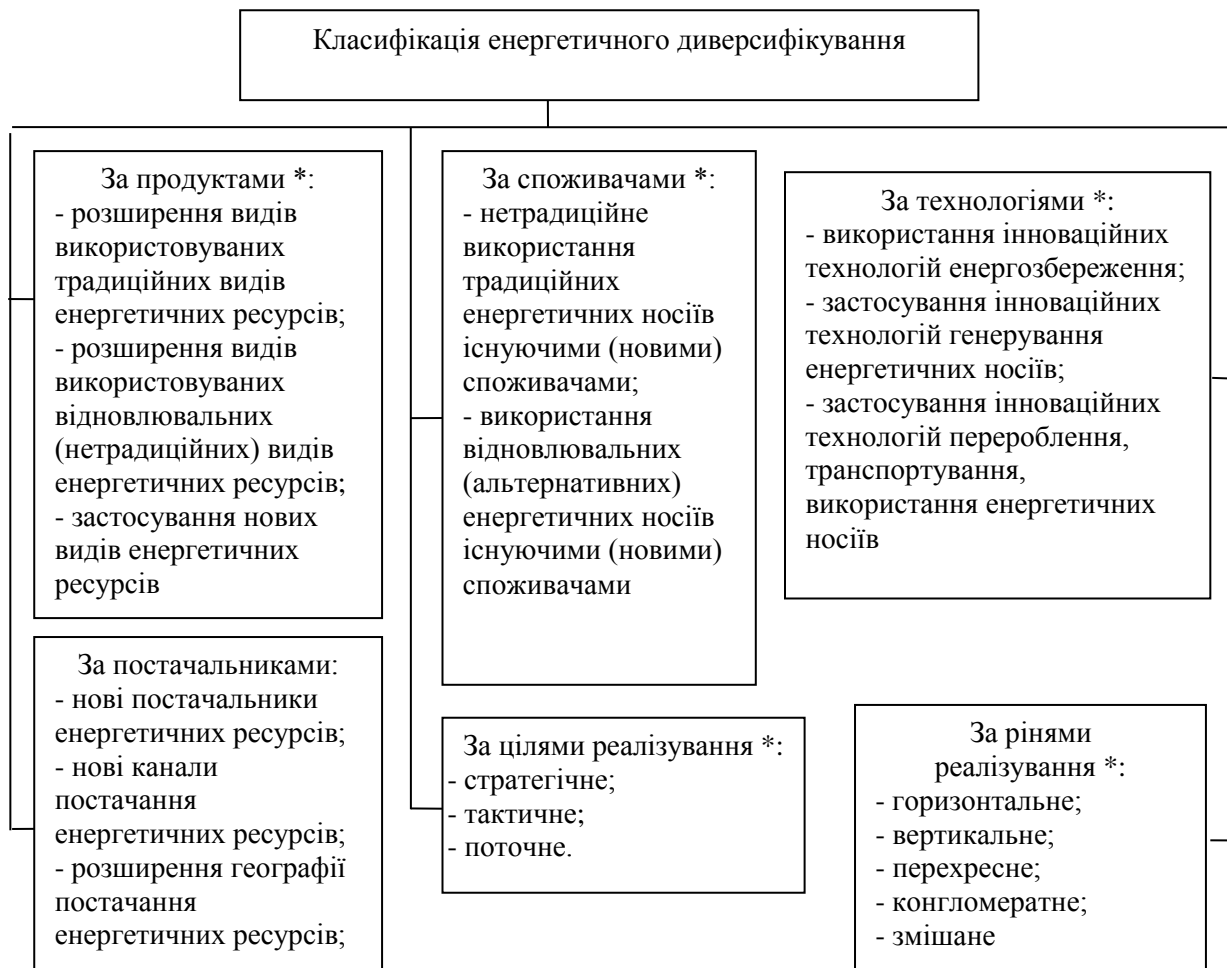 Класифікація енергетичного диверсифікування
За продуктами *:
- розширення видів
використовуваних
традиційних видів
енергетичних ресурсів;
- розширення видів
використовуваних
відновлювальних
(нетрадиційних) видів
енергетичних ресурсів;
- застосування нових
видів енергетичних
ресурсів
За споживачами *:
- нетрадиційне
використання
традиційних
енергетичних носіїв
існуючими (новими)
споживачами;
- використання
відновлювальних
(альтернативних)
енергетичних носіїв
існуючими (новими)
споживачами
За технологіями *:
- використання інноваційних
технологій енергозбереження;
- застосування інноваційних
технологій генерування
енергетичних носіїв;
- застосування інноваційних
технологій перероблення,
транспортування,
використання енергетичних
носіїв
За постачальниками:
- нові постачальники
енергетичних ресурсів;
- нові канали
постачання
енергетичних ресурсів;
- розширення географії
постачання
енергетичних ресурсів;
За цілями реалізування *:
- стратегічне;
- тактичне;
- поточне.
За рінями
реалізування *:
- горизонтальне;
- вертикальне;
- перехресне;
- конгломератне;
- змішане